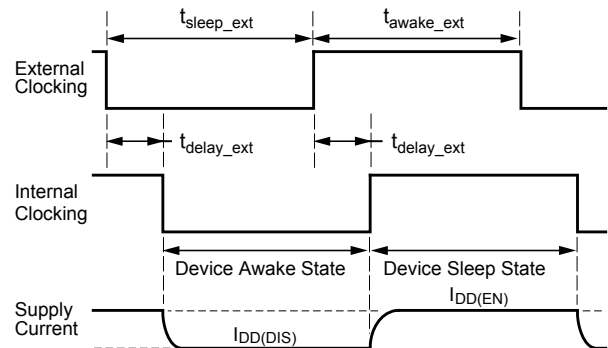 tsleep_ext tawake_ext
External
Clocking
tdelay_ext tdelay_ext
Internal
Clocking
Device Awake State Device Sleep State
IDD(EN)
Supply
Current
IDD(DIS)